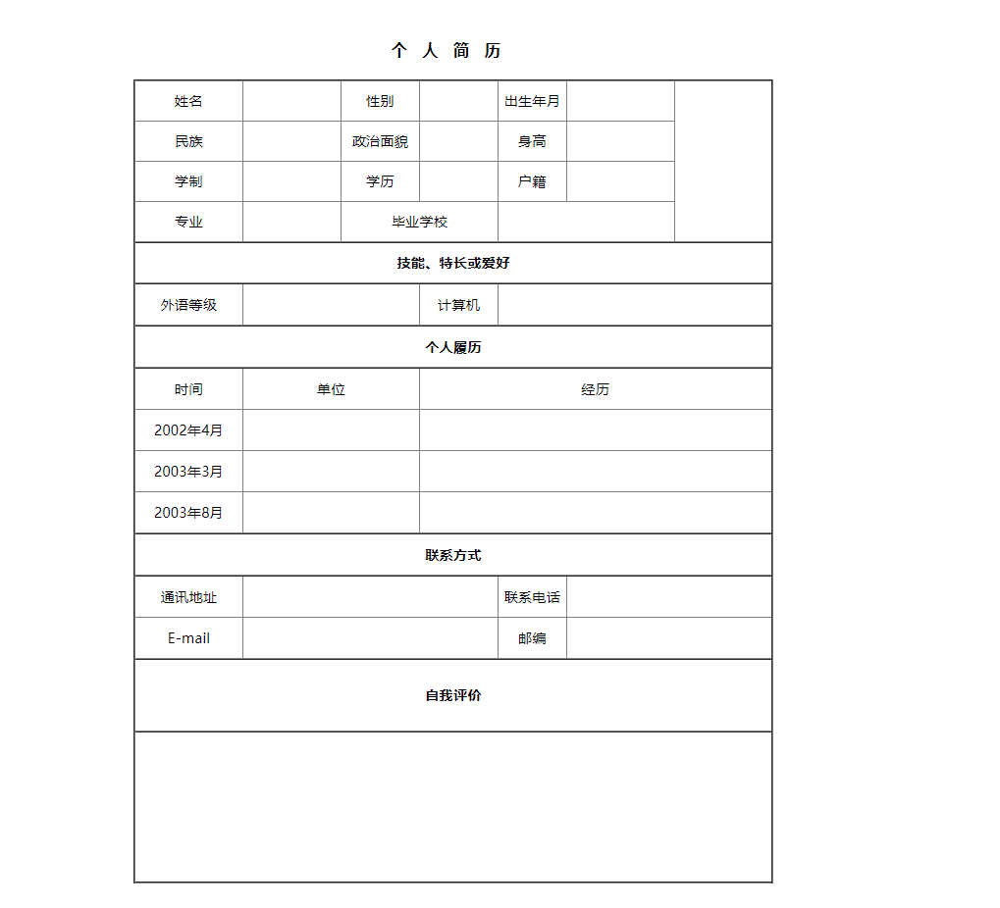 个 人 简 历
姓名 性别 出生年月
民族 政治面貌 身高
学制 学历 户籍
专业 毕业学校
技能、特长或爱好
外语等级 计算机
个人履历
时间 单位 经历
2002年4月
2003年3月
2003年8月
联系方式
通讯地址 联系电话
E-mail 邮编
自我评价